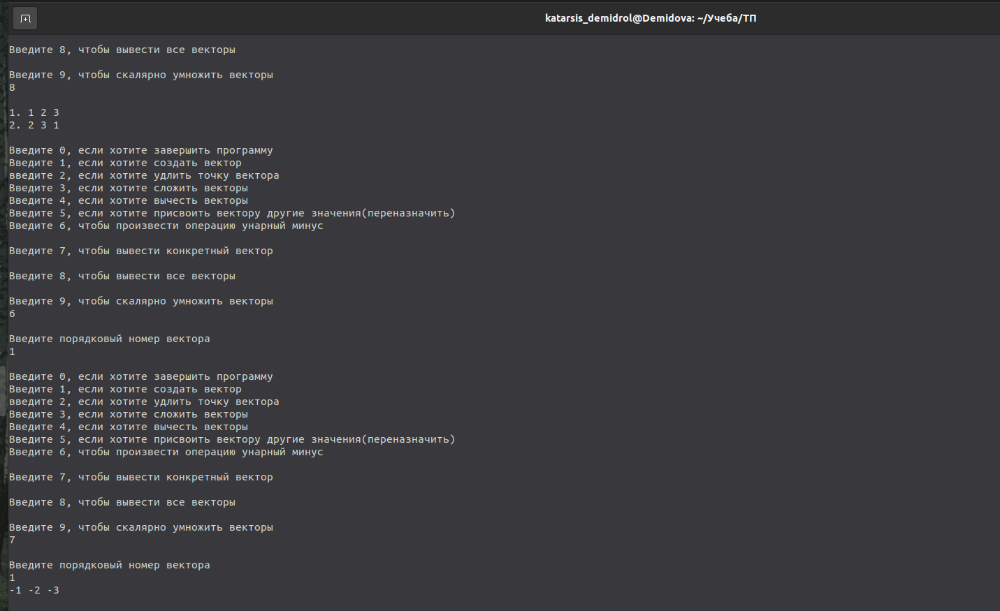 katarsis_demidrol@Demidova: ~/Учеба/ТП
Введите 8, чтобы вывести все векторы
Введите 9, чтобы скалярно умножить векторы
8
1. 1 2 3
2. 2 3 1
Введите 0, если хотите завершить программу
Введите 1, если хотите создать вектор
введите 2, если хотите удлить точку вектора
Введите 3, если хотите сложить векторы
Введите 4, если хотите вычесть векторы
Введите 5, если хотите присвоить вектору другие значения(переназначить)
Введите 6, чтобы произвести операцию унарный минус
Введите 7, чтобы вывести конкретный вектор
Введите 8, чтобы вывести все векторы
Введите 9, чтобы скалярно умножить векторы
6
Введите порядковый номер вектора
1
Введите 0, если хотите завершить программу
Введите 1, если хотите создать вектор
введите 2, если хотите удлить точку вектора
Введите 3, если хотите сложить векторы
Введите 4, если хотите вычесть векторы
Введите 5, если хотите присвоить вектору другие значения(переназначить)
Введите 6, чтобы произвести операцию унарный минус
Введите 7, чтобы вывести конкретный вектор
Введите 8, чтобы вывести все векторы
Введите 9, чтобы скалярно умножить векторы
7
Введите порядковый номер вектора
1
-1 -2 -3